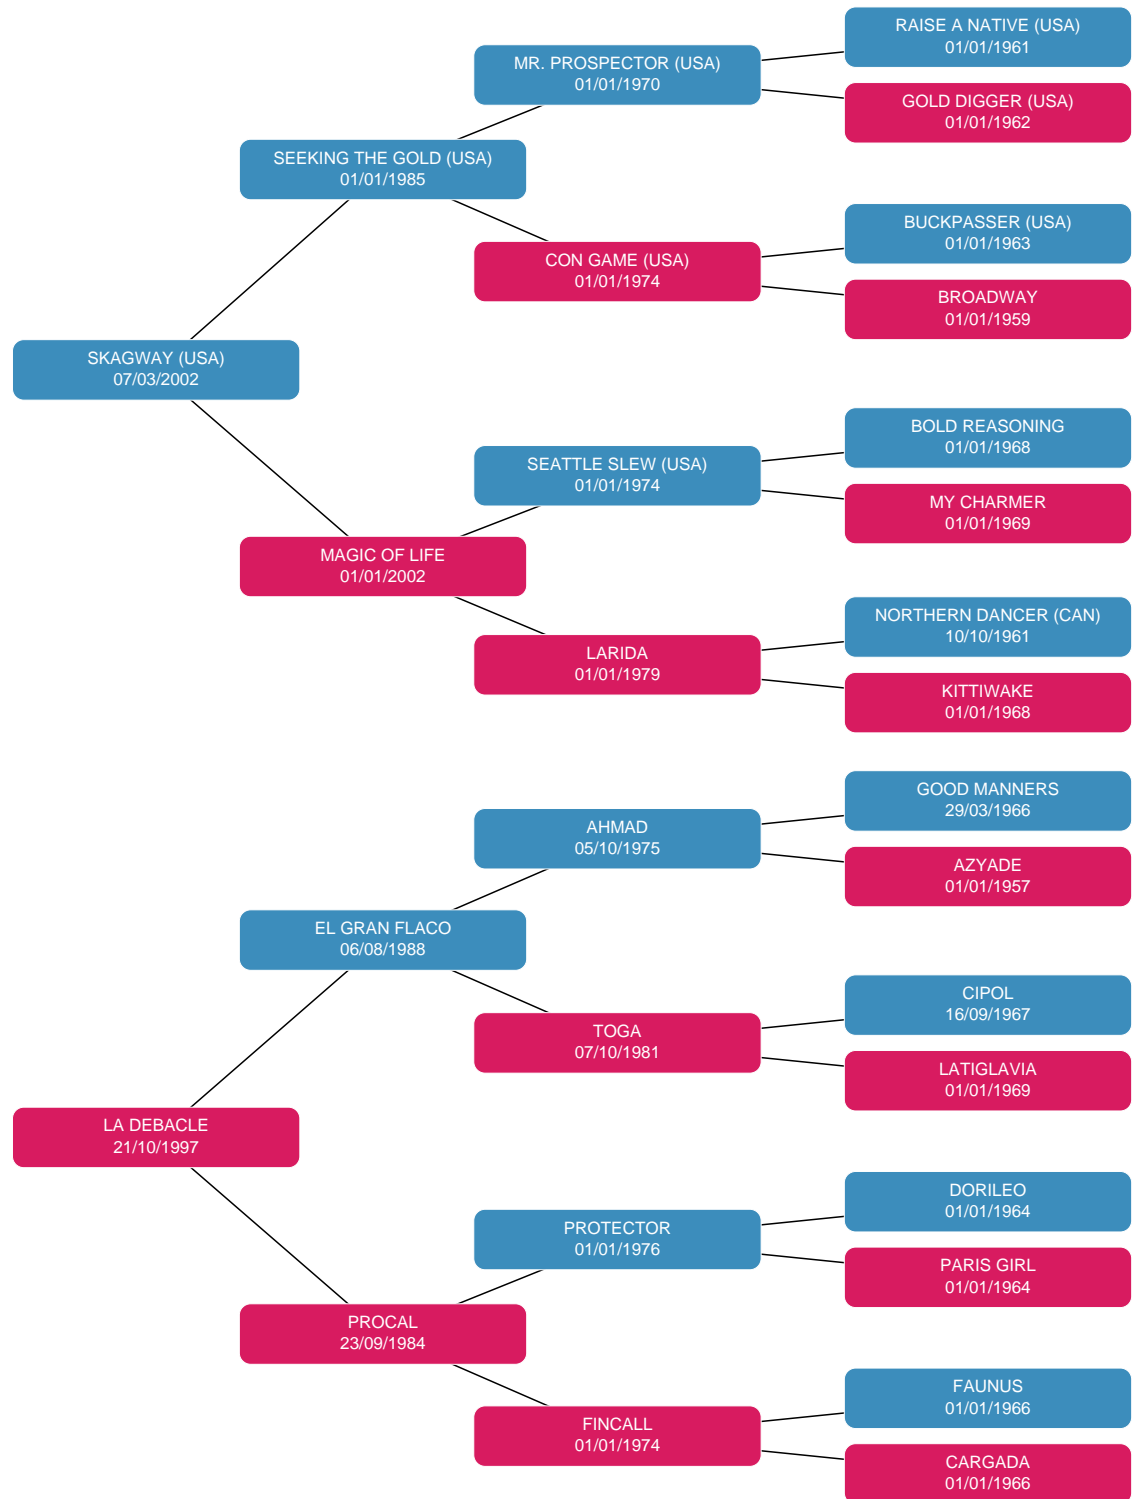 RAISE A NATIVE (USA)
01/01/1961
MR. PROSPECTOR (USA)
01/01/1970
GOLD DIGGER (USA)
01/01/1962
SEEKING THE GOLD (USA)
01/01/1985
BUCKPASSER (USA)
01/01/1963
CON GAME (USA)
01/01/1974
BROADWAY
01/01/1959
SKAGWAY (USA)
07/03/2002
BOLD REASONING
01/01/1968
SEATTLE SLEW (USA)
01/01/1974
MY CHARMER
01/01/1969
MAGIC OF LIFE
01/01/2002
NORTHERN DANCER (CAN)
10/10/1961
LARIDA
01/01/1979
KITTIWAKE
01/01/1968
GOOD MANNERS
29/03/1966
AHMAD
05/10/1975
AZYADE
01/01/1957
EL GRAN FLACO
06/08/1988
CIPOL
16/09/1967
TOGA
07/10/1981
LATIGLAVIA
01/01/1969
LA DEBACLE
21/10/1997
DORILEO
01/01/1964
PROTECTOR
01/01/1976
PARIS GIRL
01/01/1964
PROCAL
23/09/1984
FAUNUS
01/01/1966
FINCALL
01/01/1974
CARGADA
01/01/1966